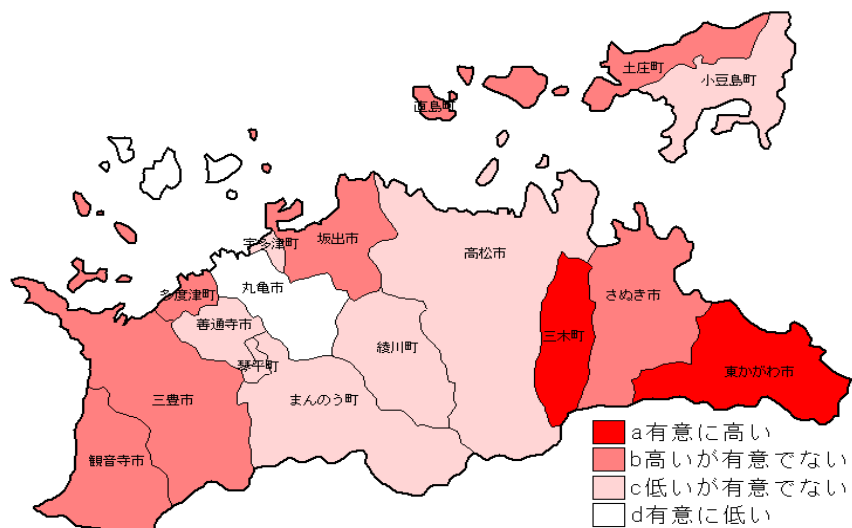 土庄町
小豆島町
直島町
宇多津町
坂出市
高松市
丸亀市
多度津町
さぬき市
善通寺市
三木町
綾川町
琴平町
東かがわ市
まんのう町
三豊市
観音寺市
a有意に高い
b高いが有意でない
c低いが有意でない
d有意に低い